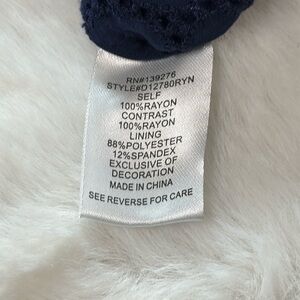 RN#139276
STYLE#D12780RYN
SELF
100%RAYON
CONTRAST
100%RAYON
LINING
88%POLYESTER
12%SPANDEX
EXCLUSIVE OF
DECORATION
MADE IN CHINA
SEE REVERSE FOR CARE